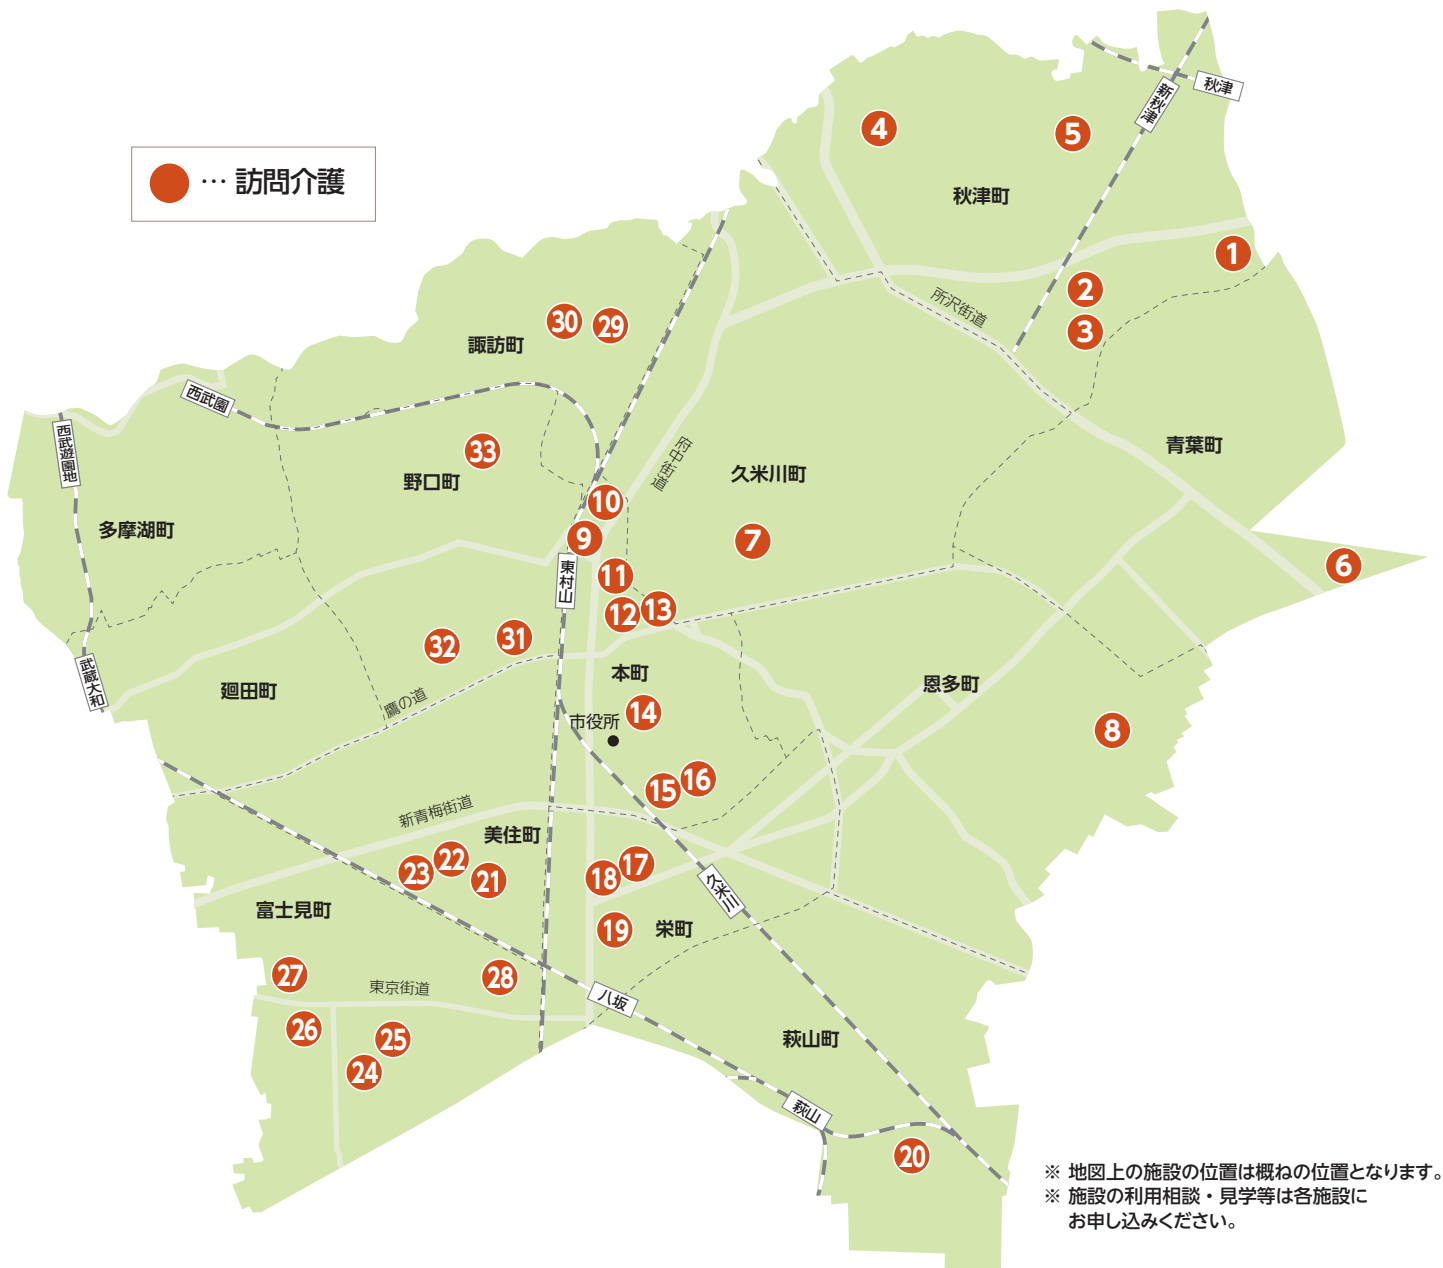 秋津
新秋津
4
5
… 訪問介護
秋津町
1
2
所沢街道
30
29
3
諏訪町
西武園
西武遊園地
府中街道
青葉町
33
久米川町
野口町
10
多摩湖町
9
7
東村山
11
6
12
13
32
31
武蔵大和
本町
廻田町
恩多町
鷹の道
14
市役所
8
16
15
新青梅街道
美住町
22
17
23
21
18
久米川
富士見町
19
栄町
27
28
東京街道
八坂
26
25
萩山町
24
萩山
20
※ 地図上の施設の位置は概ねの位置となります。
※ 施設の利用相談・見学等は各施設に
お申し込みください。